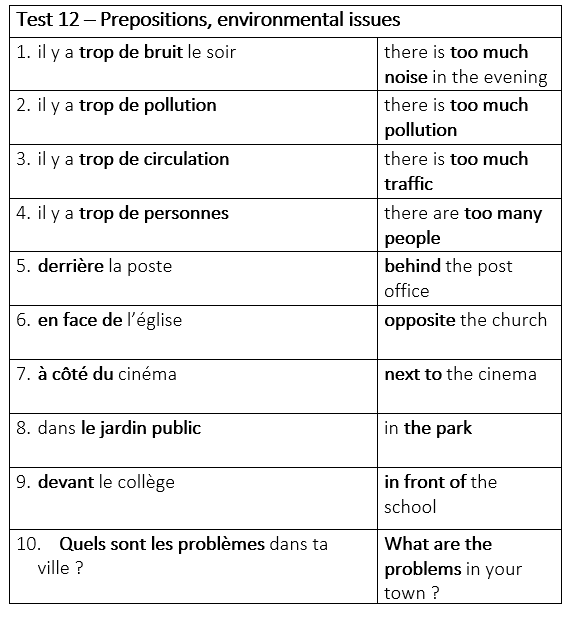 Test 12 – Prepositions, environmental issues
1. il y a trop de bruit le soir
there is too much
noise in the evening
2. il y a trop de pollution
there is too much
pollution
3. il y a trop de circulation
there is too much
traffic
4. il y a trop de personnes
there are too many
people
5. derrière la poste
behind the post
office
6. en face de l’église
opposite the church
7. à côté du cinéma
next to the cinema
8. dans le jardin public
in the park
9. devant le collège
in front of the
school
10. Quels sont les problèmes dans ta
ville ?
What are the
problems in your
town ?